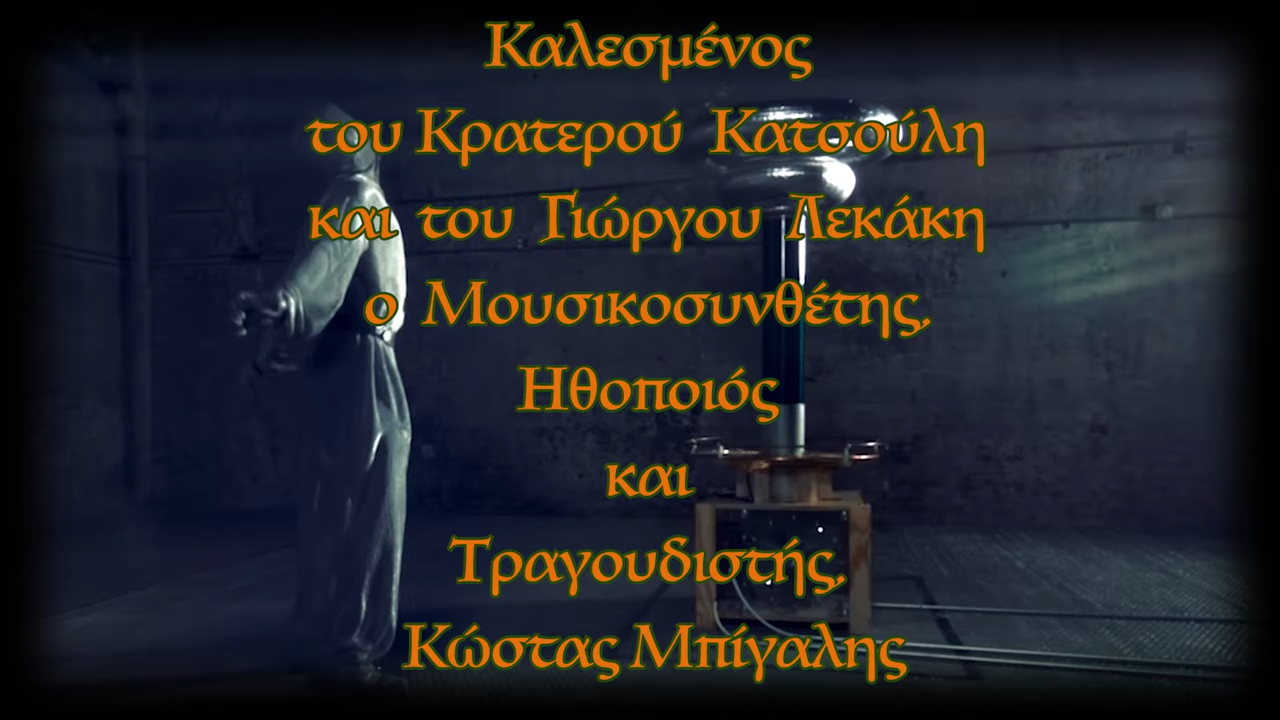 Καλεσμένος
του Κρατερού Κατσούλη
και του Γιώργου Λεκάκη
ο Μουσικοσυνθέτης,
Ηθοποιός
και
Τραγουδιστής,
Κώστας Μπίγαλης